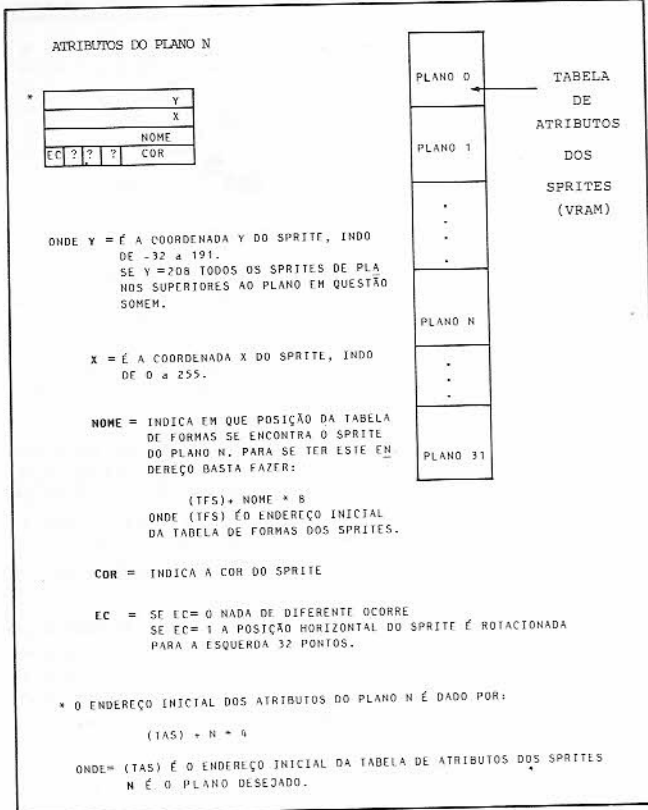 ATRIBUTOS DO PLANO N
*
Y
X
NOME
EC ? ? ? COR
PLANO 0
PLANO 1
.
.
.
.
PLANO N
.
.
.
PLANO 31
TABELA
DE
ATRIBUTOS
DOS
SPRITES
(VRAM)
ONDE Y = É A COORDENADA Y DO SPRITE, INDO
DE -32 a 191.
SE Y =208 TODOS OS SPRITES DE PLA
NOS SUPERIORES AO PLANO EM QUESTÃO
SOMEM.
X = É A COORDENADA X DO SPRITE, INDO
DE 0 a 255.
NOME = INDICA EM QUE POSIÇÃO DA TABELA
DE FORMAS SE ENCONTRA O SPRITE
DO PLANO N. PARA SE TER ESTE EN
DEREÇO BASTA FAZER:
(TFS)+ NOME * 8
ONDE (TFS) ÉO ENDEREÇO INICIAL
DA TABELA DE FORMAS DOS SPRITES.
COR = INDICA A COR DO SPRITE
EC = SE EC= 0 NADA DE DIFERENTE OCORRE
SE EC= 1 A POSIÇÃO HORIZONTAL DO SPRITE É ROTACIONADA
PARA A ESQUERDA 32 PONTOS.
* O ENDEREÇO INICIAL DOS ATRIBUTOS DO PLANO N É DADO POR:
(TAS) + N * 4
ONDE= (TAS) É O ENDEREÇO INICIAL DA TABELA DE ATRIBUTOS DOS SPRITES
N É O PLANO DESEJADO.